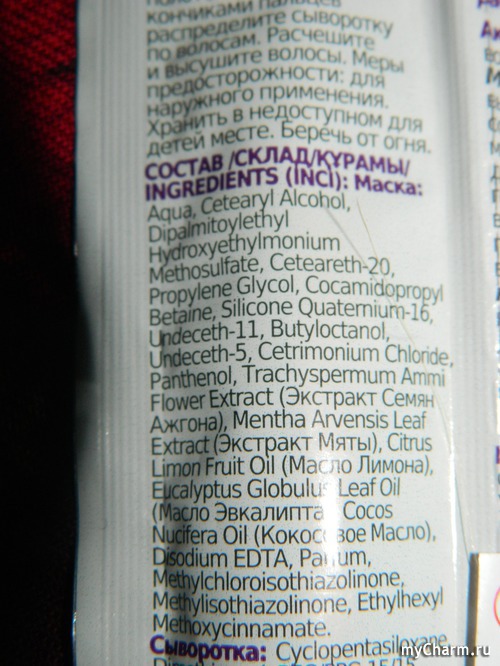 кончиками пальцев
распределите сыворотку
по волосам. Расчешите
и высушите волосы. Меры
предосторожности: для
наружного применения.
Хранить в недоступном для
детей месте. Беречь от огня.
СОСТАВ /СКЛАД/ҚҰРАМЫ/
INGREDIENTS (INCI): Маска:
Aqua, Cetearyl Alcohol,
Dipalmitoylethyl
Hydroxyethylmonium
Methosulfate, Ceteareth-20,
Propylene Glycol, Cocamidopropyl
Betaine, Silicone Quaternium-16,
Undeceth-11, Butyloctanol,
Undeceth-5, Cetrimonium Chloride,
Panthenol, Trachyspermum Ammi
Flower Extract (Экстракт Семян
Ажгона), Mentha Arvensis Leaf
Extract (Экстракт Мяты), Citrus
Limon Fruit Oil (Масло Лимона),
Eucalyptus Globulus Leaf Oil
(Масло Эвкалипта Cocos
Nucifera Oil (Кокосовое Масло),
Disodium EDTA, Parfum,
Methylchloroisothiazolinone,
Methylisothiazolinone, Ethylhexyl
Methoxycinnamate.
Сыворотка: Cyclopentasiloxane,
myCharm.ru